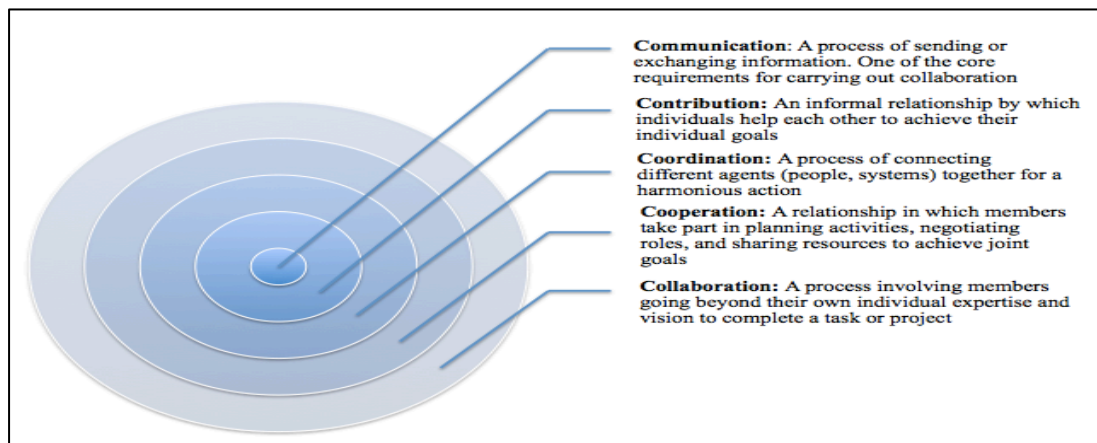 Communication: A process of sending or
exchanging information. One of the core
requirements for carrying out collaboration
Contribution: An informal relationship by which
individuals help each other to achieve their
individual goals
Coordination: A process of connecting
different agents (people, systems) together for a
harmonious action
Cooperation: A relationship in which members
take part in planning activities, negotiating
roles, and sharing resources to achieve joint
goals
Collaboration: A process involving members
going beyond their own individual expertise and
vision to complete a task or project